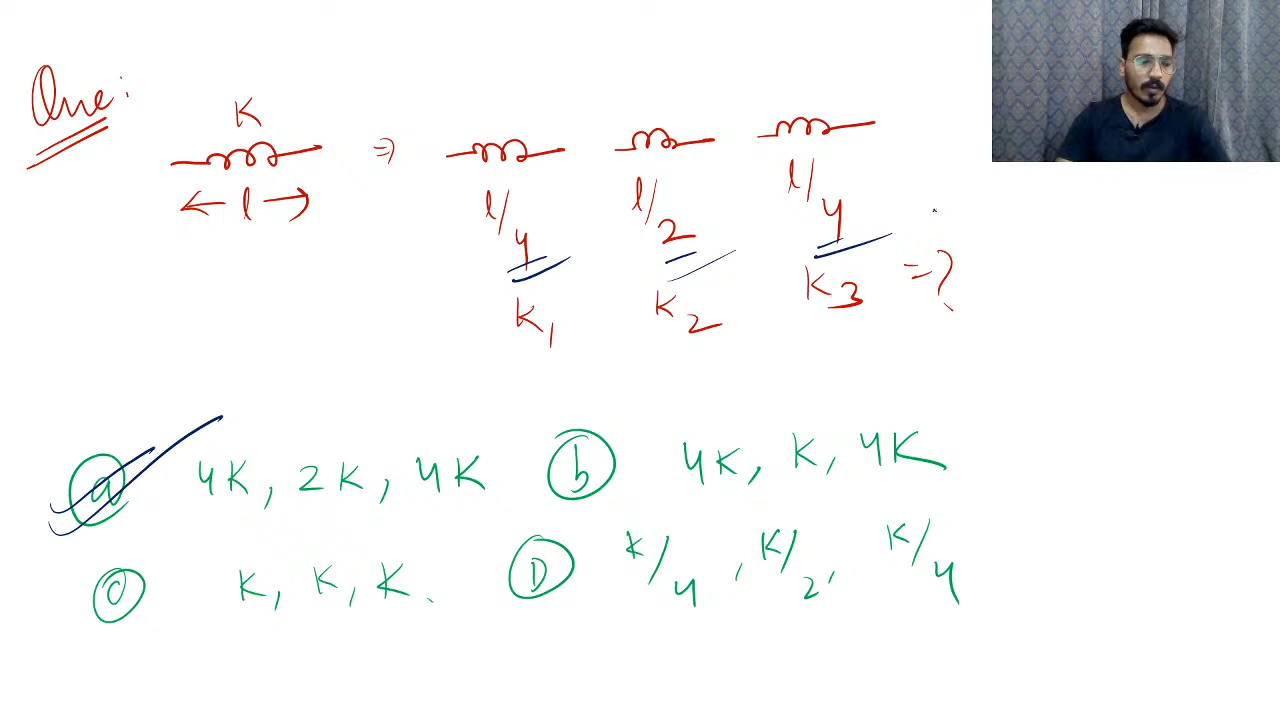 Que:
K
⇒
← l →
l/4
l/2
l/4
K1
K2
K3 = ?
(a) 4K, 2K, 4K (b) 4K, K, 4K
(c) K, K, K. (D) K/4, K/2, K/4